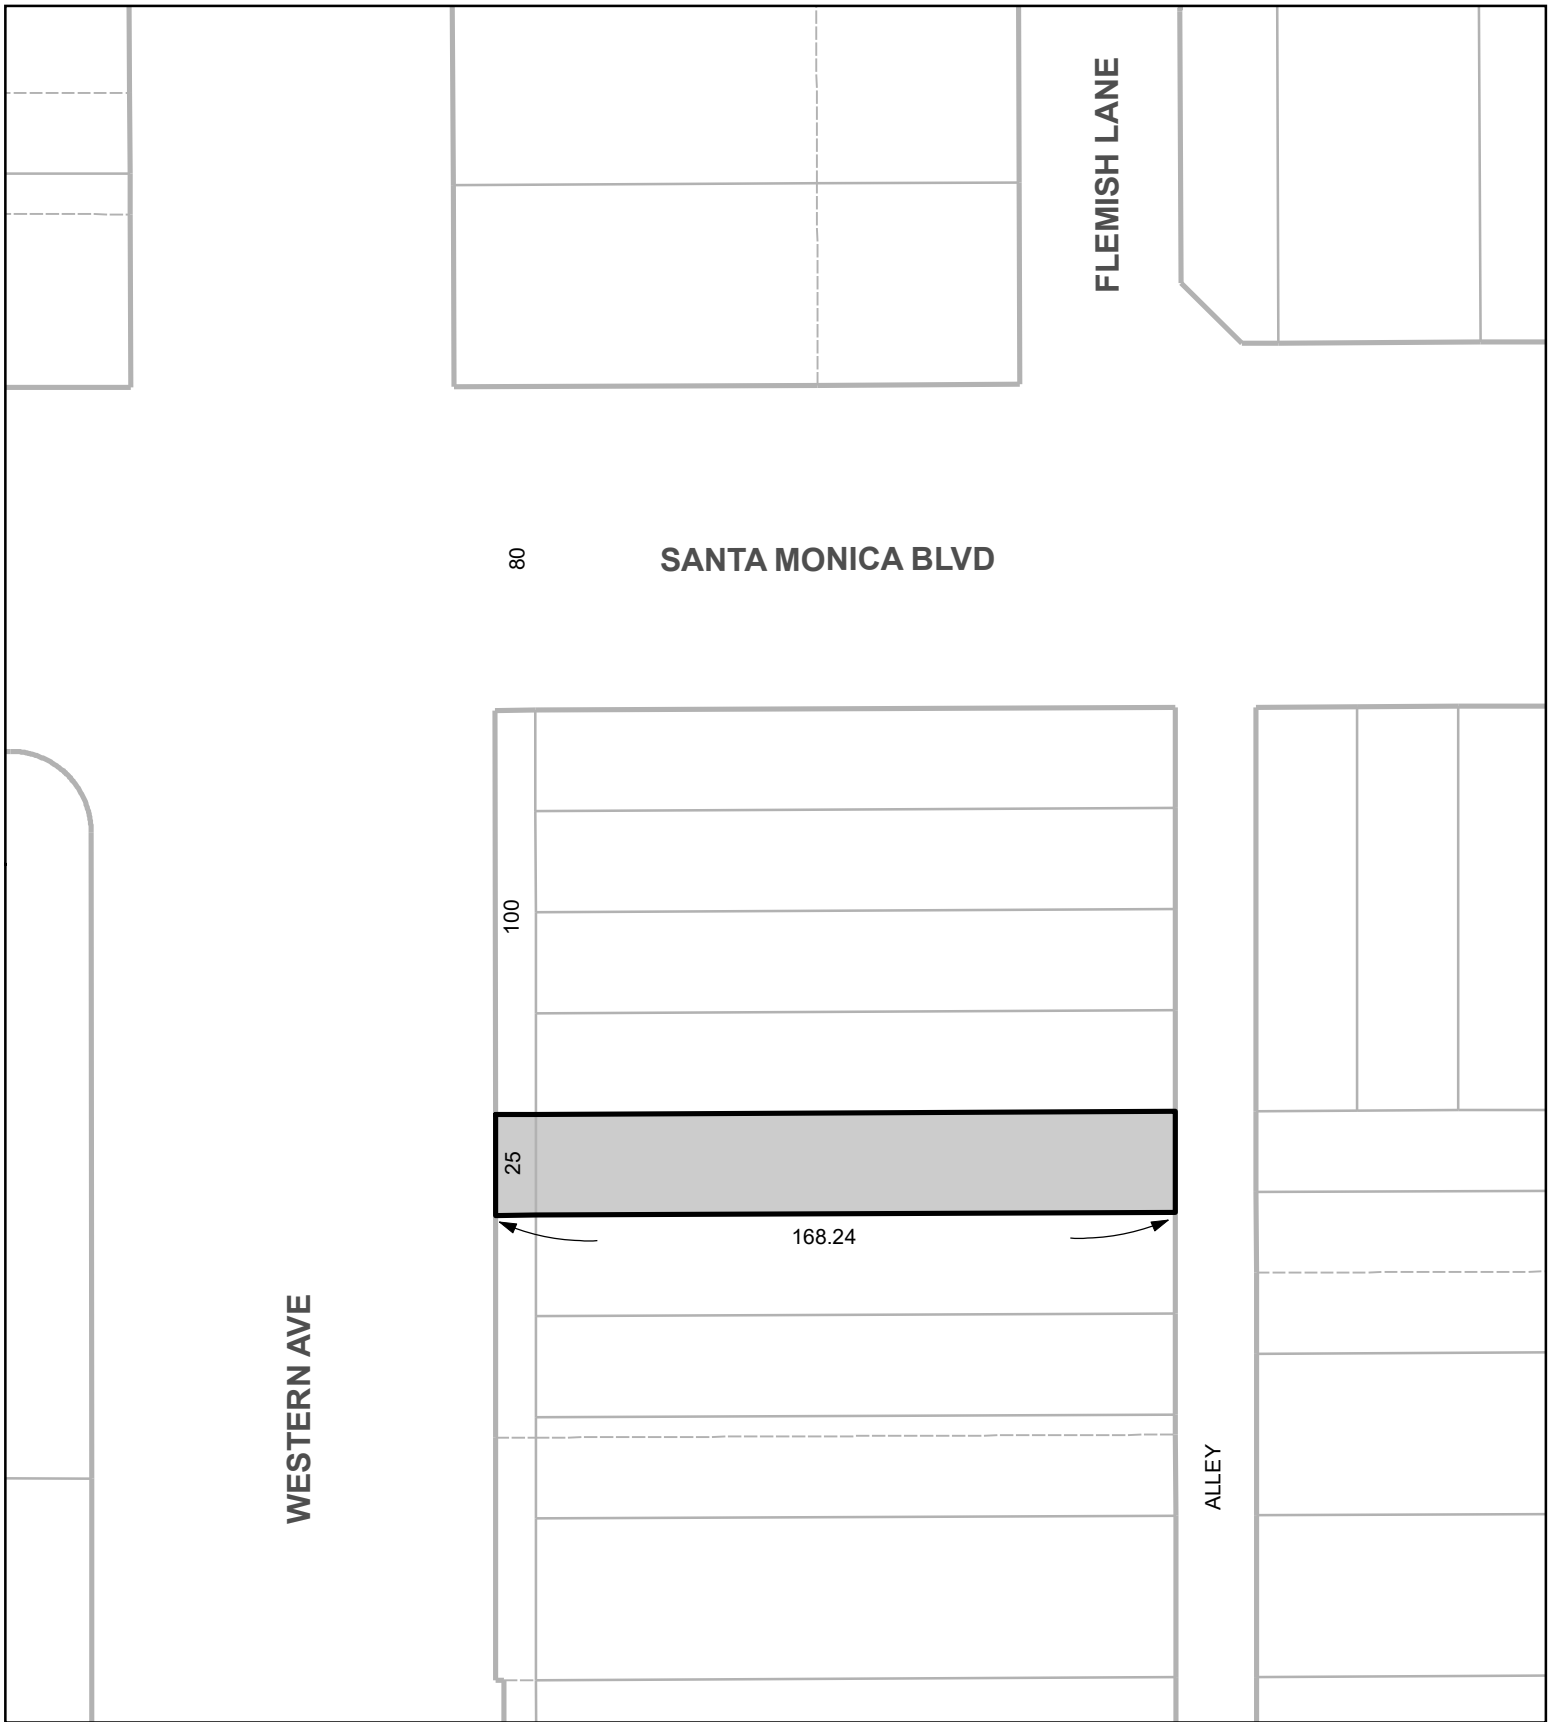 FLEMISH LANE
80
SANTA MONICA BLVD
100
25
168.24
WESTERN AVE
ALLEY